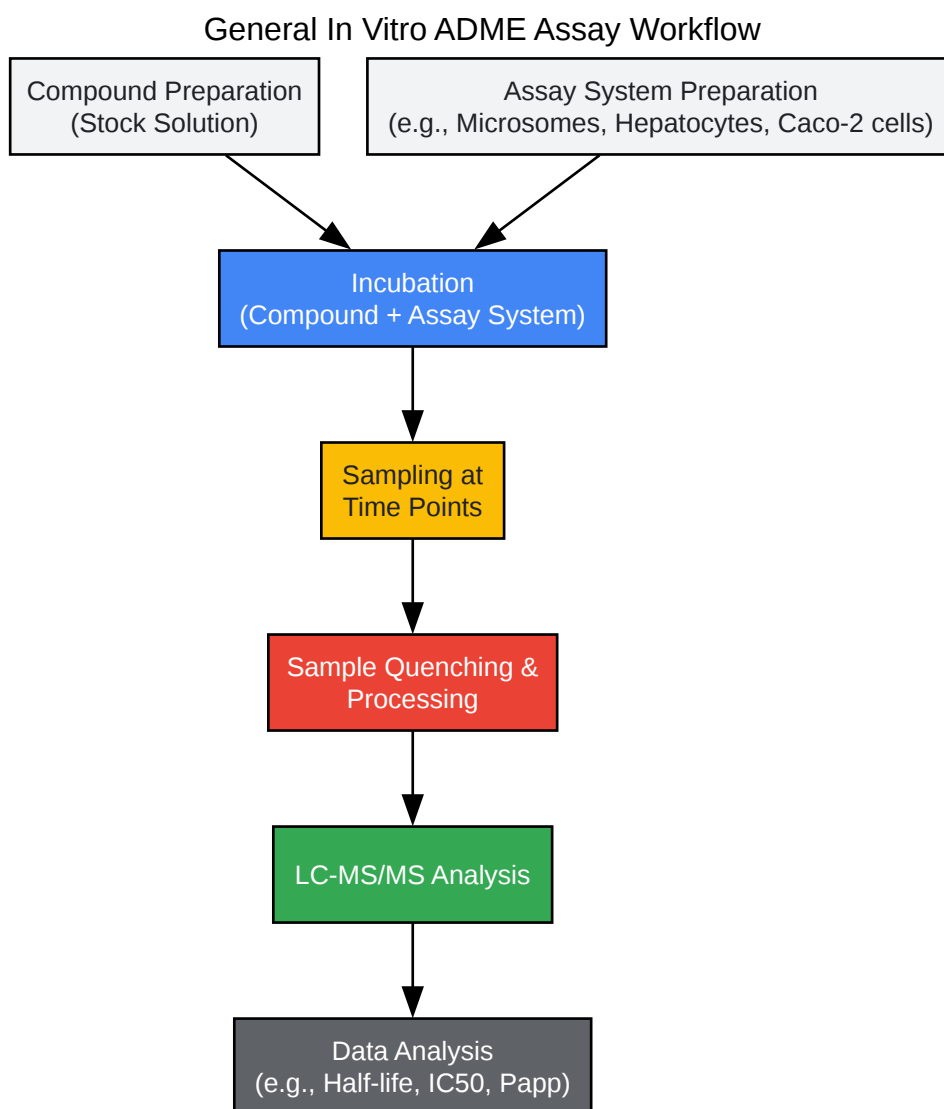 General In Vitro ADME Assay Workflow
Compound Preparation
(Stock Solution)
Assay System Preparation
(e.g., Microsomes, Hepatocytes, Caco-2 cells)
Incubation
(Compound + Assay System)
Sampling at
Time Points
Sample Quenching &
Processing
LC-MS/MS Analysis
Data Analysis
(e.g., Half-life, IC50, Papp)